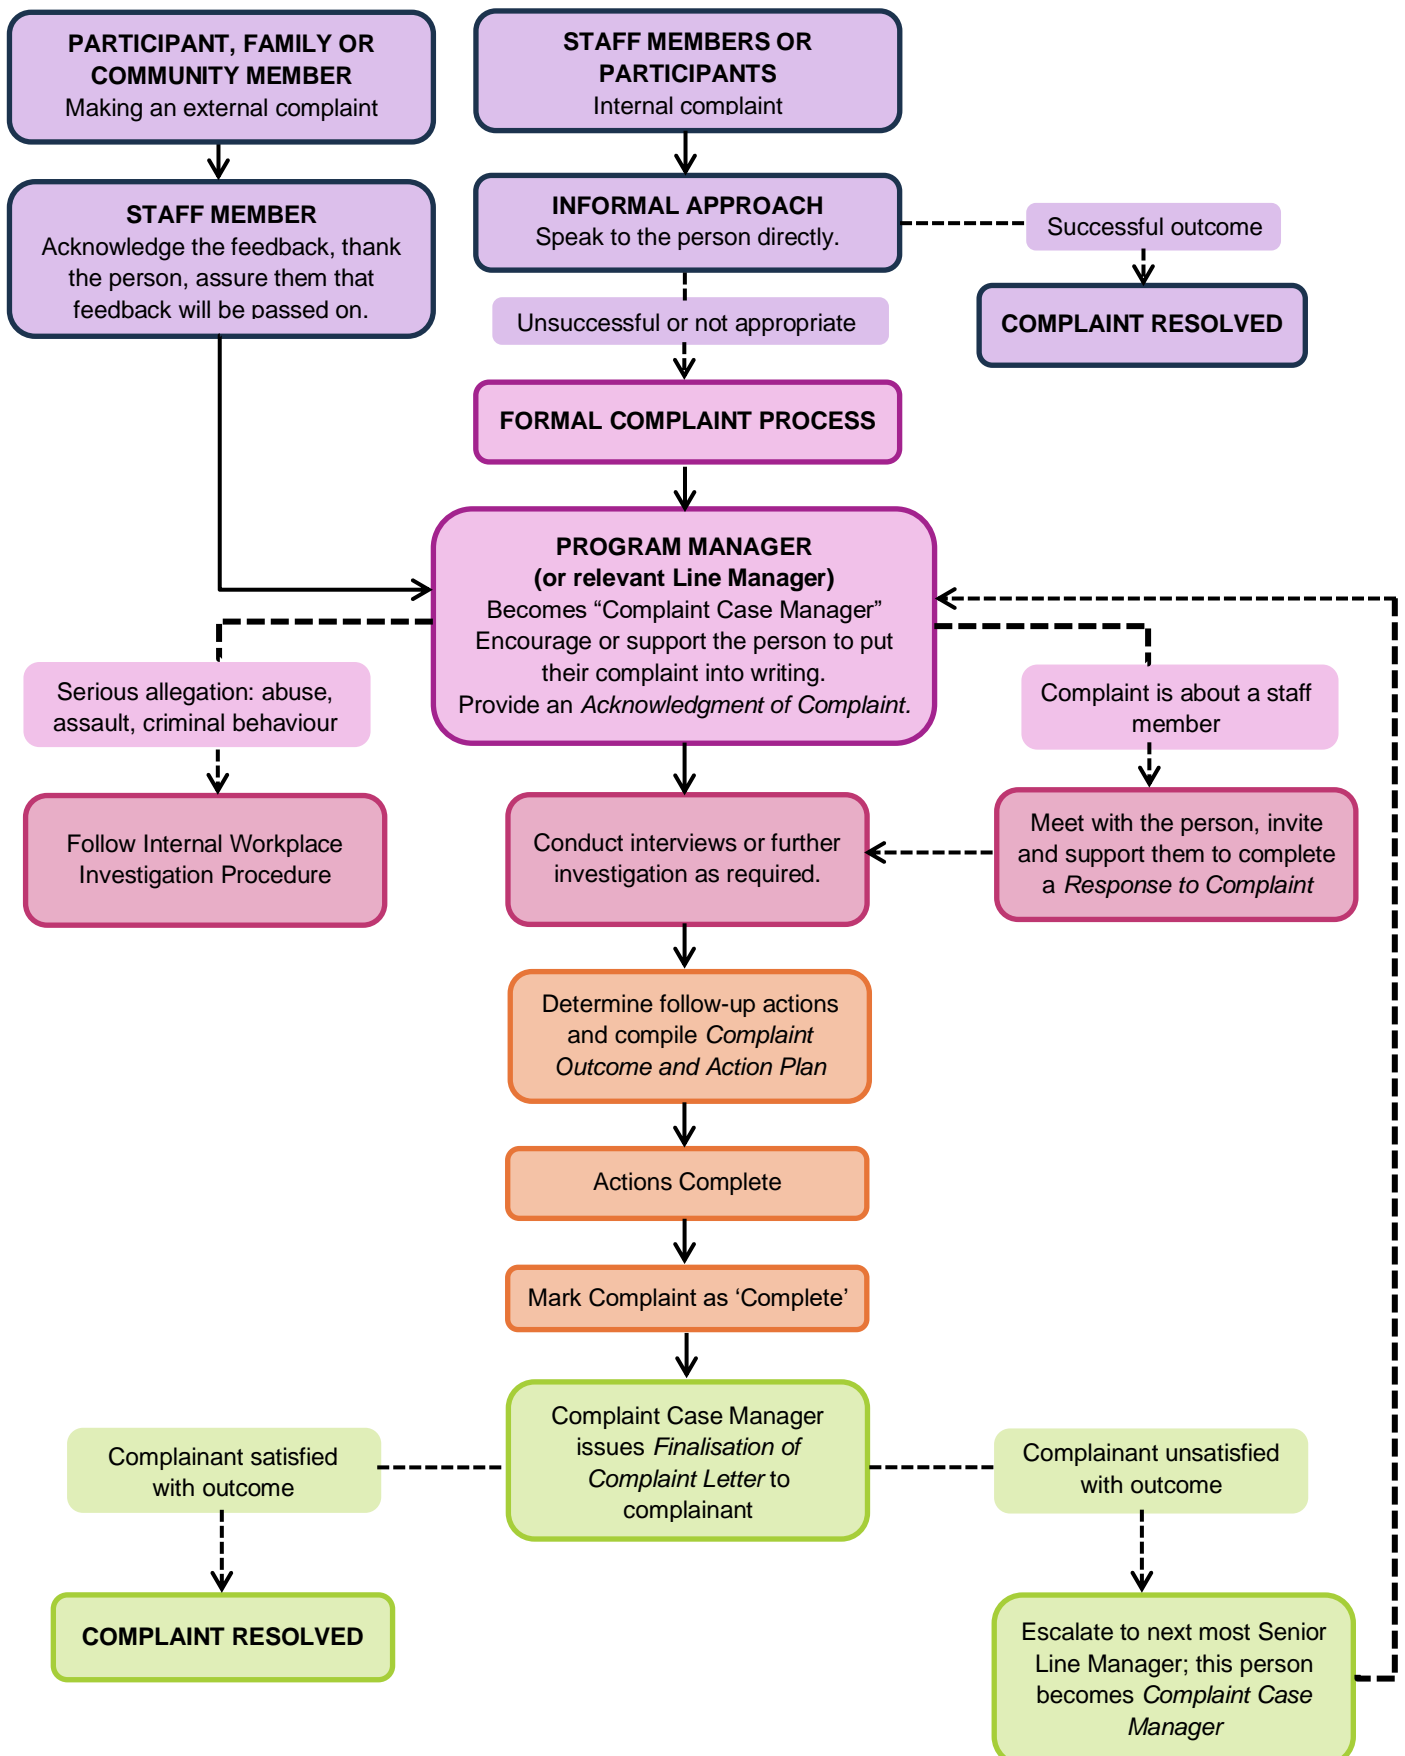 PARTICIPANT, FAMILY OR
COMMUNITY MEMBER
Making an external complaint
STAFF MEMBERS OR
PARTICIPANTS
Internal complaint
STAFF MEMBER
Acknowledge the feedback, thank
the person, assure them that
feedback will be passed on.
INFORMAL APPROACH
Speak to the person directly.
Successful outcome
COMPLAINT RESOLVED
Unsuccessful or not appropriate
FORMAL COMPLAINT PROCESS
PROGRAM MANAGER
(or relevant Line Manager)
Becomes “Complaint Case Manager”
Encourage or support the person to put
their complaint into writing.
Provide an Acknowledgment of Complaint.
Serious allegation: abuse,
assault, criminal behaviour
Complaint is about a staff
member
Follow Internal Workplace
Investigation Procedure
Conduct interviews or further
investigation as required.
Meet with the person, invite
and support them to complete
a Response to Complaint
Determine follow-up actions
and compile Complaint
Outcome and Action Plan
Actions Complete
Mark Complaint as ‘Complete’
Complaint Case Manager
issues Finalisation of
Complaint Letter to
complainant
Complainant satisfied
with outcome
Complainant unsatisfied
with outcome
COMPLAINT RESOLVED
Escalate to next most Senior
Line Manager; this person
becomes Complaint Case
Manager